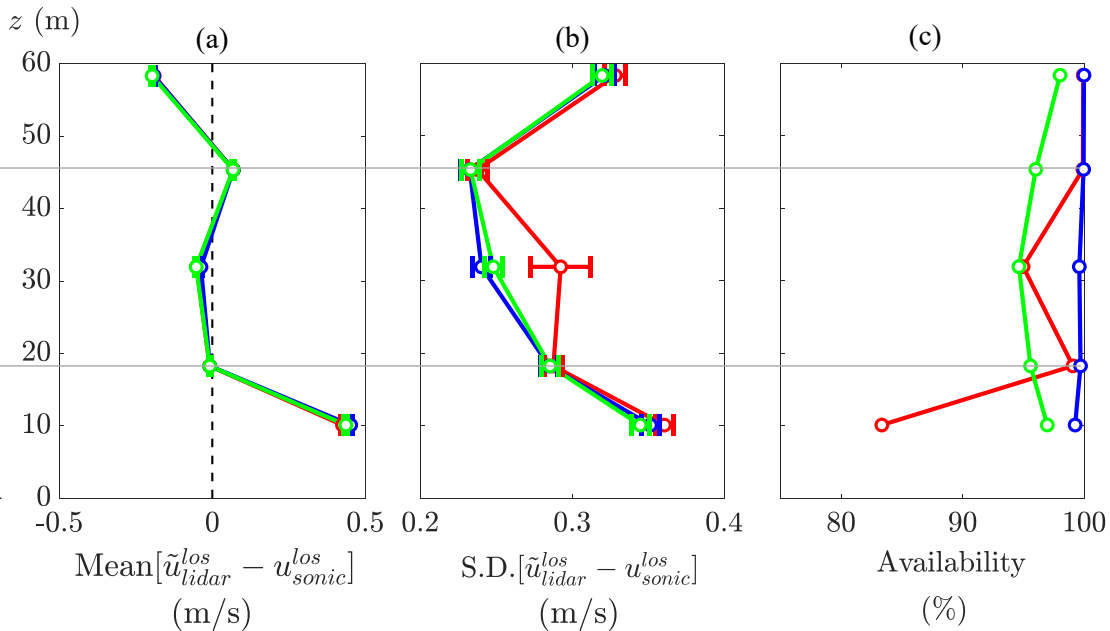 z (m)
(a) (b) (c)
60
50
40
30
20
10
0
-0.5 0 0.5 0.2 0.3 0.4 80 90 100
Mean[ũ^{los}_{lidar} − u^{los}_{sonic}] S.D.[ũ^{los}_{lidar} − u^{los}_{sonic}] Availability
(m/s) (m/s) (%)